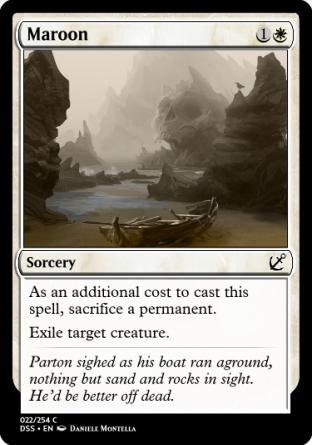 Maroon 1
Sorcery
As an additional cost to cast this
spell, sacrifice a permanent.
Exile target creature.
Parton sighed as his boat ran aground,
nothing but sand and rocks in sight.
He'd be better off dead.
022/254 C
DSS • EN Daniele Montella